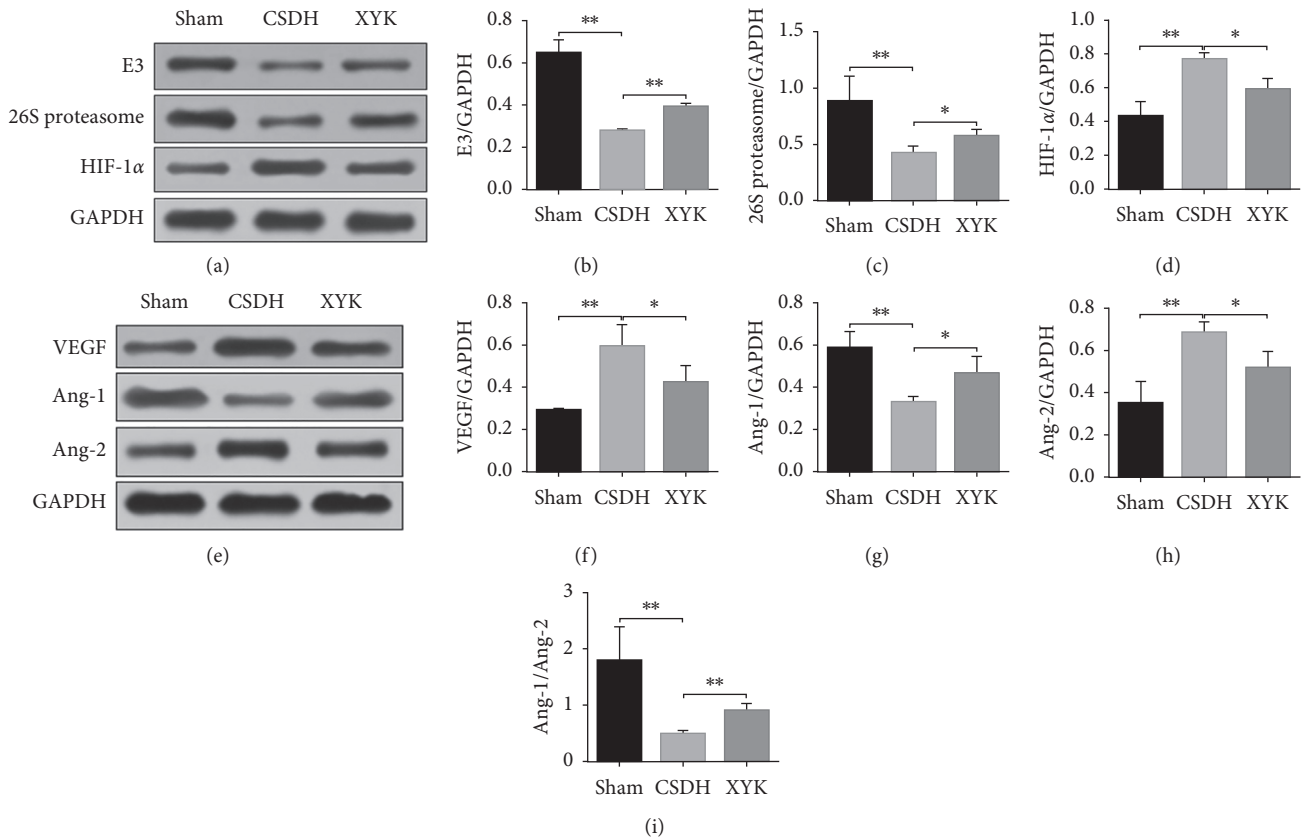 Sham CSDH XYK
E3
26S proteasome
HIF-1α
GAPDH
(a)
0.8
0.6
0.4
0.2
0.0
E3/GAPDH
**
**
Sham CSDH XYK
(b)
1.5
1.0
0.5
0.0
26S proteasome/GAPDH
**
*
Sham CSDH XYK
(c)
1.0
0.8
0.6
0.4
0.2
0.0
HIF-1α/GAPDH
**
*
Sham CSDH XYK
(d)
Sham CSDH XYK
VEGF
Ang-1
Ang-2
GAPDH
(e)
0.8
0.6
0.4
0.2
0.0
VEGF/GAPDH
**
*
Sham CSDH XYK
(f)
0.8
0.6
0.4
0.2
0.0
Ang-1/GAPDH
**
*
Sham CSDH XYK
(g)
0.8
0.6
0.4
0.2
0.0
Ang-2/GAPDH
**
*
Sham CSDH XYK
(h)
3
2
1
0
Ang-1/Ang-2
**
**
Sham CSDH XYK
(i)